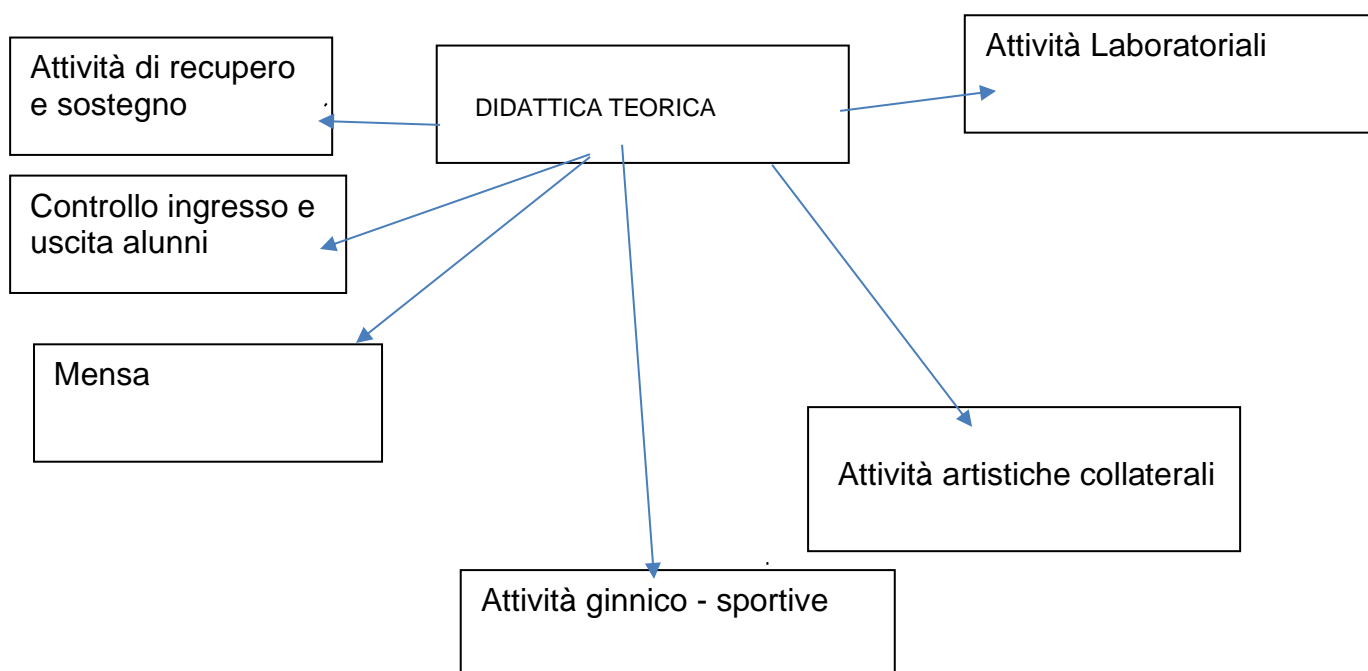 Attività di recupero
e sostegno
DIDATTICA TEORICA
Attività Laboratoriali
Controllo ingresso e
uscita alunni
Mensa
Attività artistiche collaterali
Attività ginnico - sportive